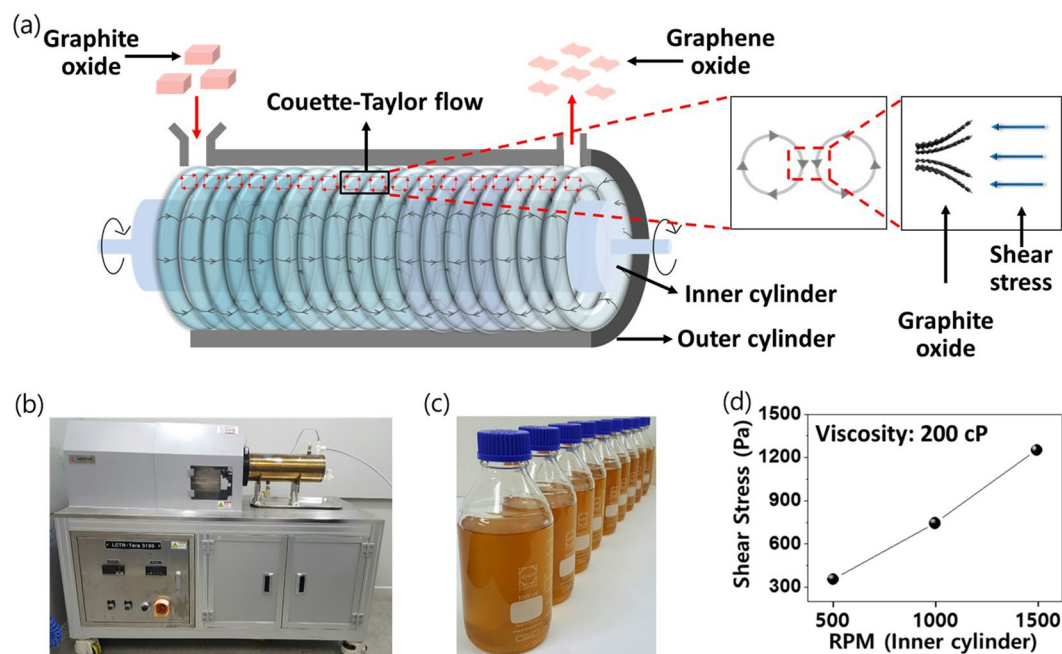 (a)
Graphite
oxide
Graphene
oxide
Couette-Taylor flow
Shear
stress
Graphite
oxide
Inner cylinder
Outer cylinder
(b)
LCTR-Tera 3100
(c)
(d)
Viscosity: 200 cP
Shear Stress (Pa)
1500
1200
900
600
300
500
1000
1500
RPM (Inner cylinder)